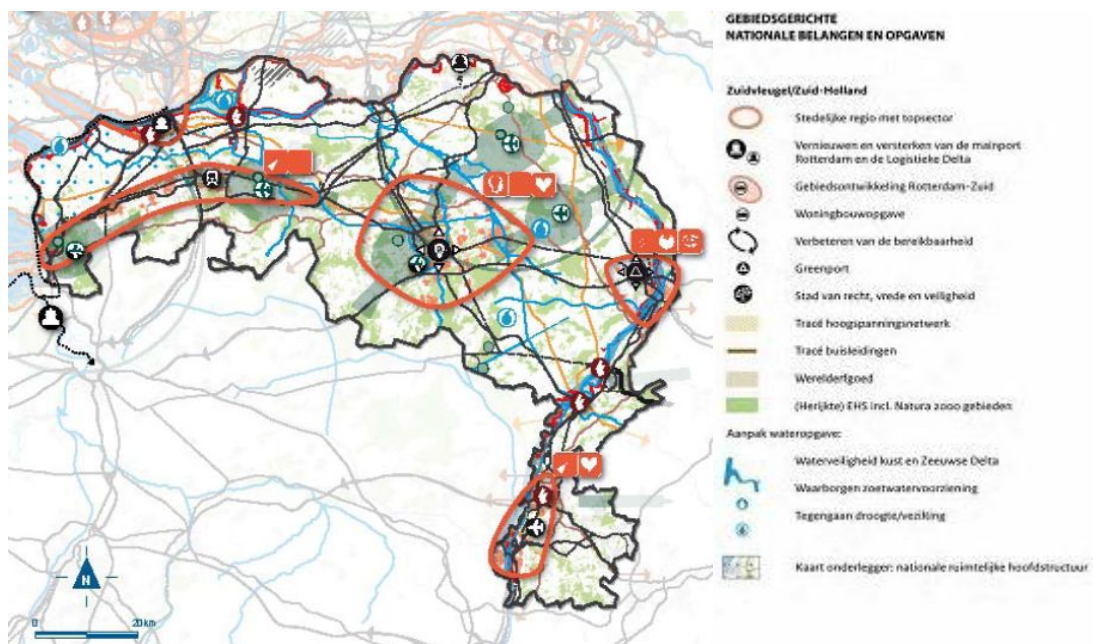 GEBIEDSGERICHTE
NATIONALE BELANGEN EN OPGAVEN
Zuidvleugel/Zuid-Holland
Stedelijke regio met topsector
Vernieuwen en versterken van de mainport
Rotterdam en de Logistieke Delta
Gebiedsontwikkeling Rotterdam-Zuid
Woningbouwopgave
Verbeteren van de bereikbaarheid
Greenport
Stad van recht, vrede en veiligheid
Tracé hoogspanningsnetwerk
Tracé buisleidingen
Werelderfgoed
(Herijkte) EHS incl. Natura 2000 gebieden
Aanpak wateropgave:
Waterveiligheid kust en Zeeuwse Delta
Waarborgen zoetwatervoorziening
Tegengaan droogte/verzilting
Kaart onderlegger: nationale ruimtelijke hoofdstructuur
N
0 20 km